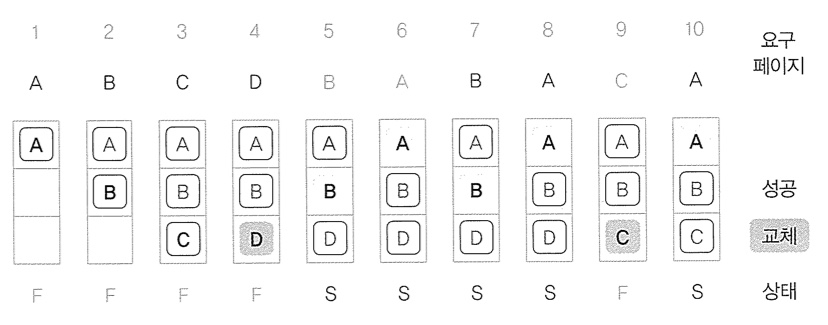 1 2 3 4 5 6 7 8 9 10 요구
페이지
A B C D B A B A C A
A A A A A A A A A A
B B B B B B B B B 성공
C D D D D D C C 교체
F F F F S S S S F S 상태